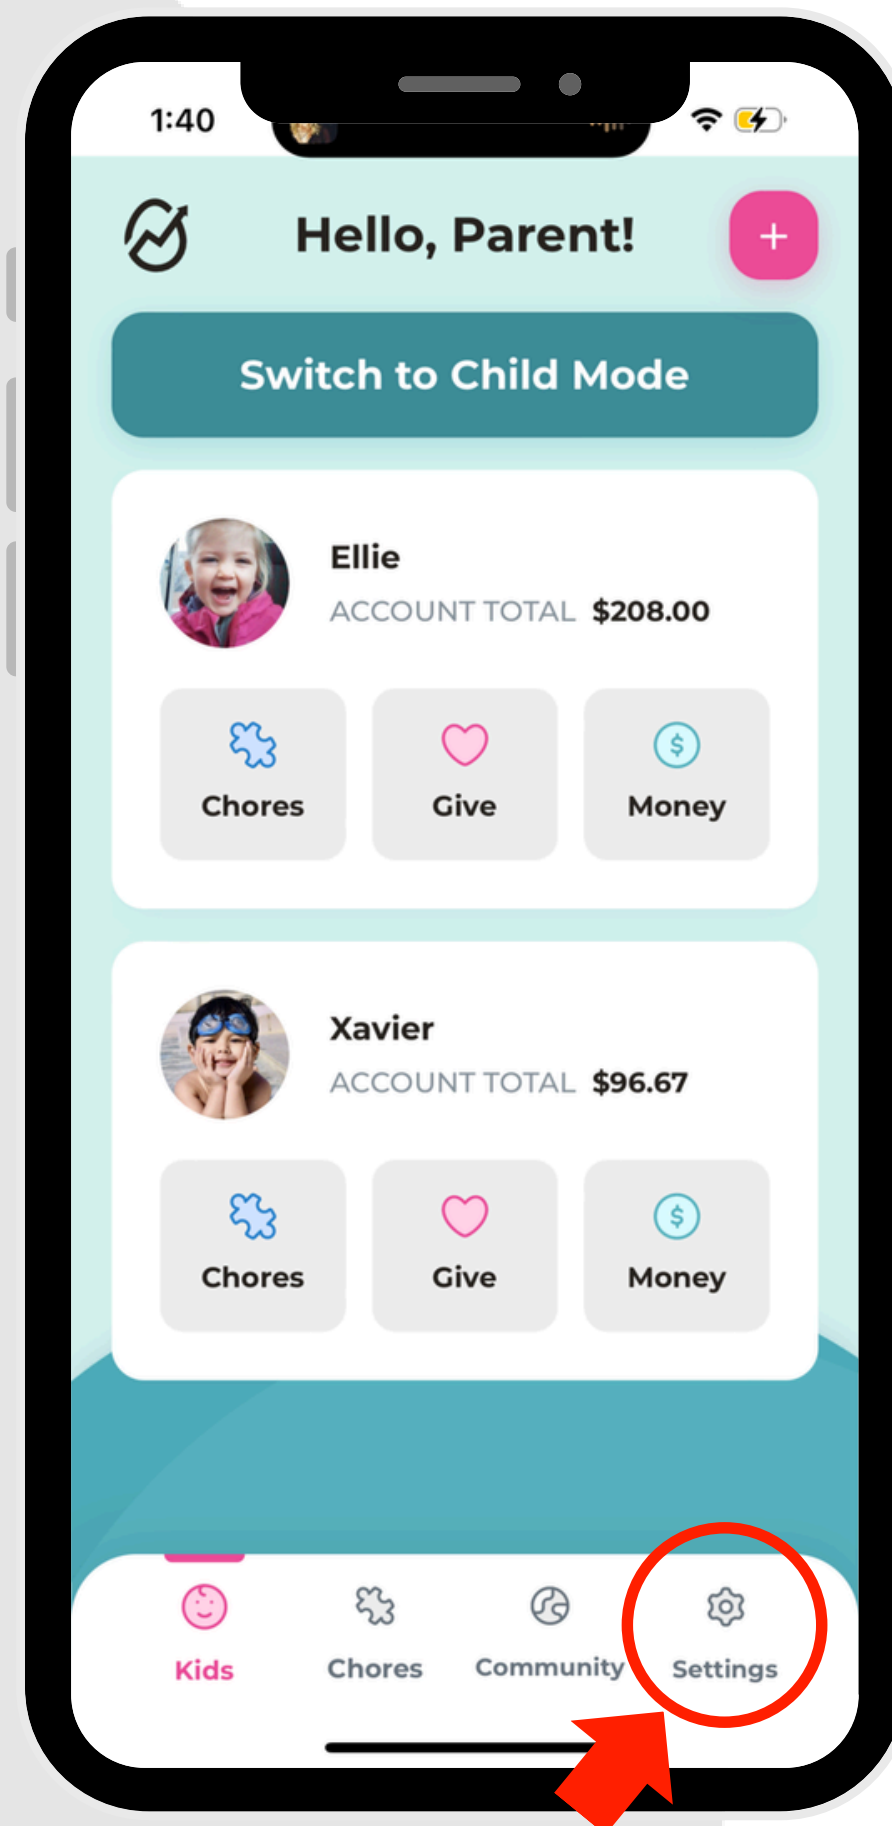 1:40
Hello, Parent!
+
Switch to Child Mode
Ellie
ACCOUNT TOTAL $208.00
Chores Give Money
Xavier
ACCOUNT TOTAL $96.67
Chores Give Money
Kids Chores Community Settings